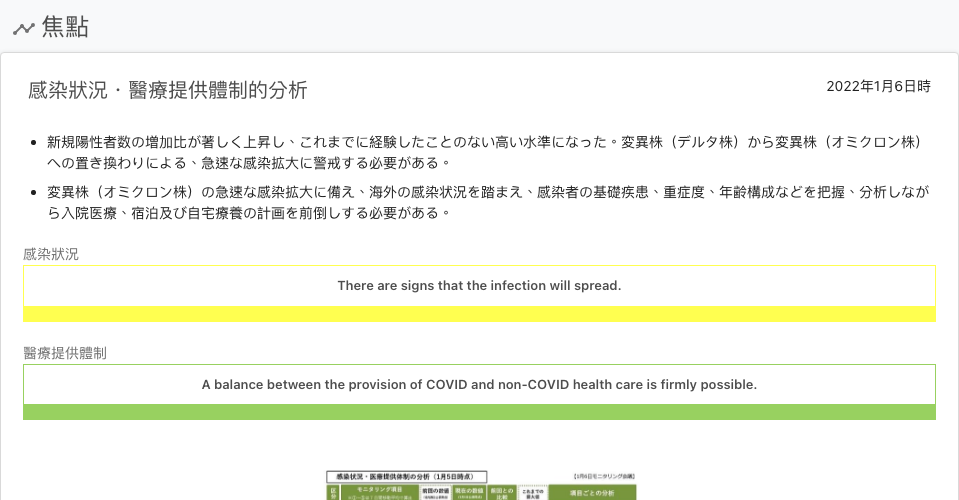 焦點
感染狀況・醫療提供體制的分析
2022年1月6日時
新規陽性者数の増加比が著しく上昇し、これまでに経験したことのない高い水準になった。変異株（デルタ株）から変異株（オミクロン株）
への置き換わりによる、急速な感染拡大に警戒する必要がある。
変異株（オミクロン株）の急速な感染拡大に備え、海外の感染状況を踏まえ、感染者の基礎疾患、重症度、年齢構成などを把握、分析しなが
ら入院医療、宿泊及び自宅療養の計画を前倒しする必要がある。
感染狀況
There are signs that the infection will spread.
醫療提供體制
A balance between the provision of COVID and non-COVID health care is firmly possible.
感染状況・医療提供体制の分析（1月5日時点）
【1月6日モニタリング会議】
モニタリング項目
前回の数値
現在の数値
前回との
比較
これまでの
最大値
項目ごとの分析